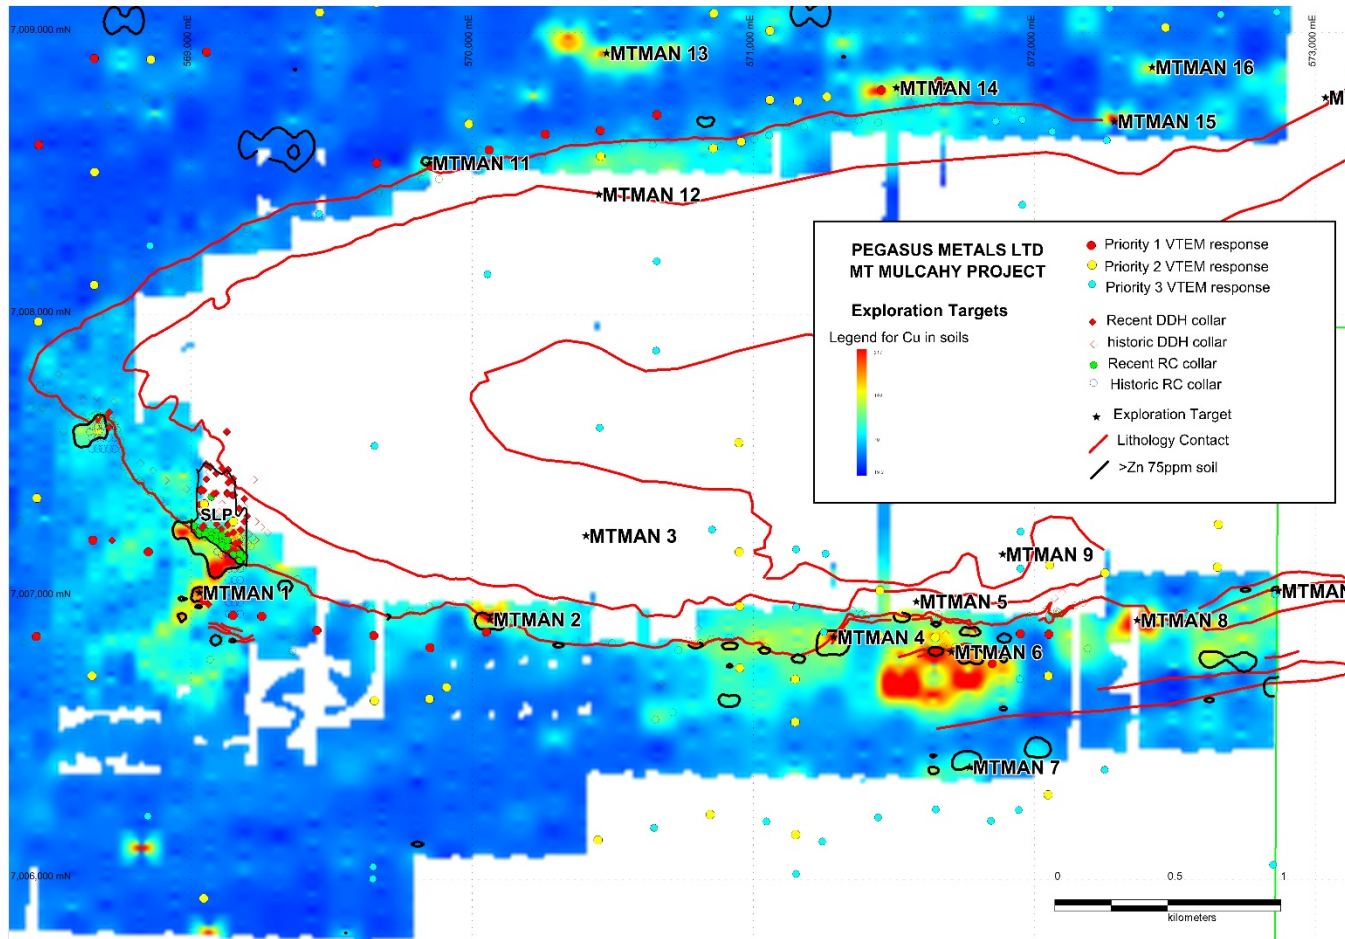 7,009,000 mN
569,000 mE
570,000 mE
571,000 mE
572,000 mE
573,000 mE
MTMAN 13
MTMAN 16
MTMAN 14
MTMAN 15
MTMAN 11
MTMAN 12
PEGASUS METALS LTD
MT MULCAHY PROJECT
Exploration Targets
Legend for Cu in soils
Priority 1 VTEM response
Priority 2 VTEM response
Priority 3 VTEM response
Recent DDH collar
historic DDH collar
Recent RC collar
Historic RC collar
Exploration Target
Lithology Contact
>Zn 75ppm soil
7,008,000 mN
SLP
MTMAN 3
MTMAN 9
7,007,000 mN
MTMAN 1
MTMAN 2
MTMAN 5
MTMAN
MTMAN 8
MTMAN 4
MTMAN 6
MTMAN 7
7,006,000 mN
0
0.5
1
kilometers